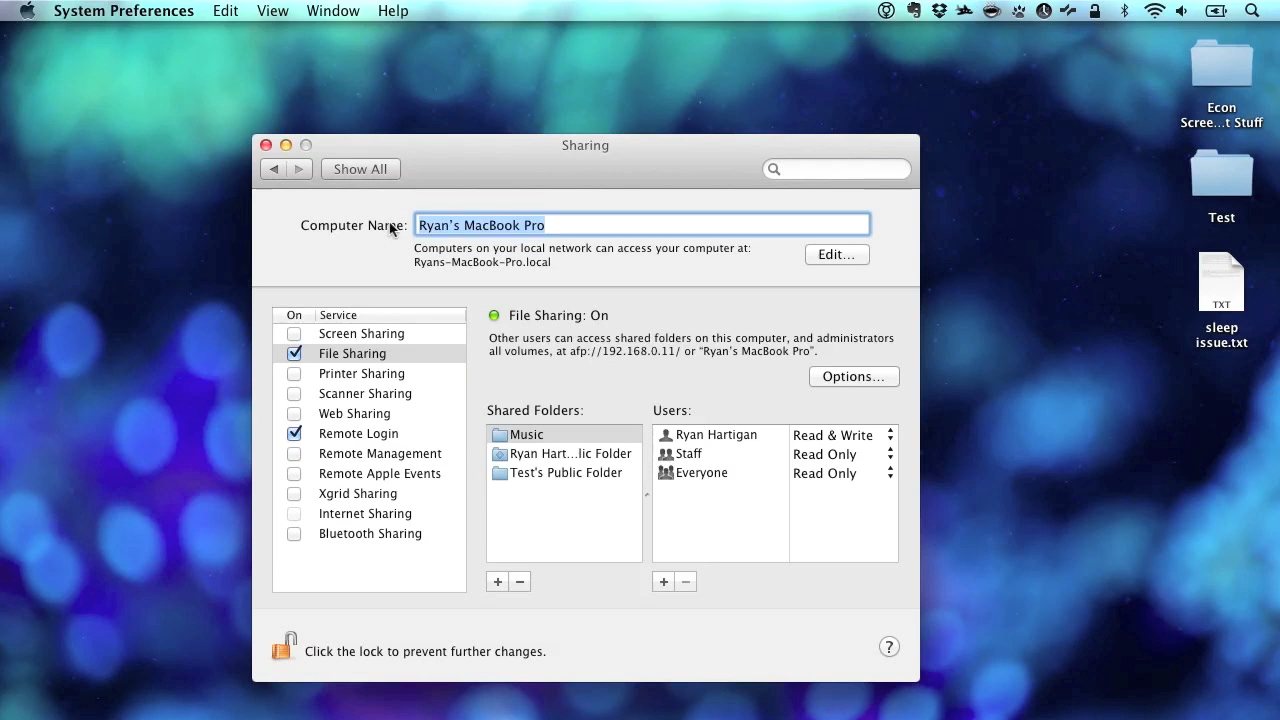 System Preferences Edit View Window Help
Econ
Scree...t Stuff
Test
TXT
sleep
issue.txt
Sharing
Show All
Computer Name: Ryan's MacBook Pro
Computers on your local network can access your computer at:
Ryans-MacBook-Pro.local
Edit...
On Service
Screen Sharing
File Sharing
Printer Sharing
Scanner Sharing
Web Sharing
Remote Login
Remote Management
Remote Apple Events
Xgrid Sharing
Internet Sharing
Bluetooth Sharing
File Sharing: On
Other users can access shared folders on this computer, and administrators
all volumes, at afp://192.168.0.11/ or “Ryan’s MacBook Pro”.
Options...
Shared Folders:
Music
Ryan Hart...lic Folder
Test's Public Folder
Users:
Ryan Hartigan Read & Write
Staff Read Only
Everyone Read Only
Click the lock to prevent further changes.
?